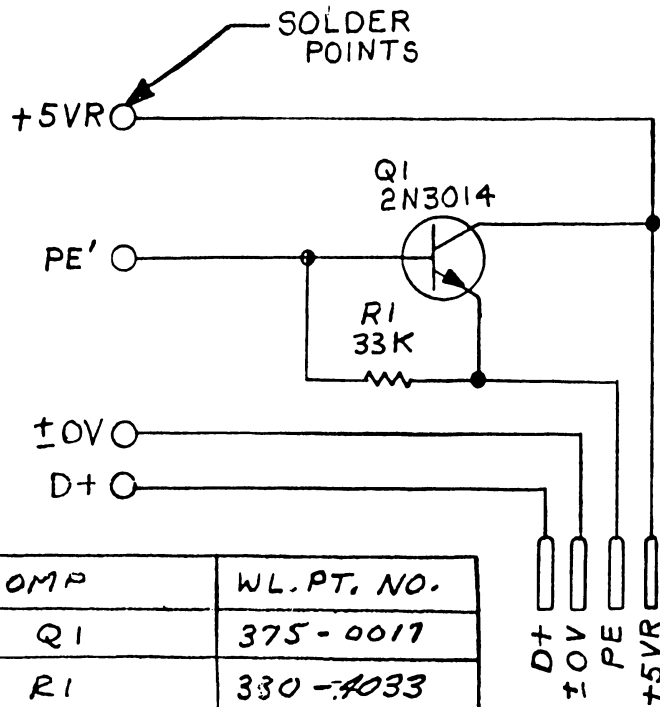 SOLDER
POINTS
+5VR
Q1
2N3014
PE'
R1
33K
±0V
D+
OMP
WL. PT. NO.
Q1
375-0017
R1
330-4033
D+
±0V
PE
+5VR